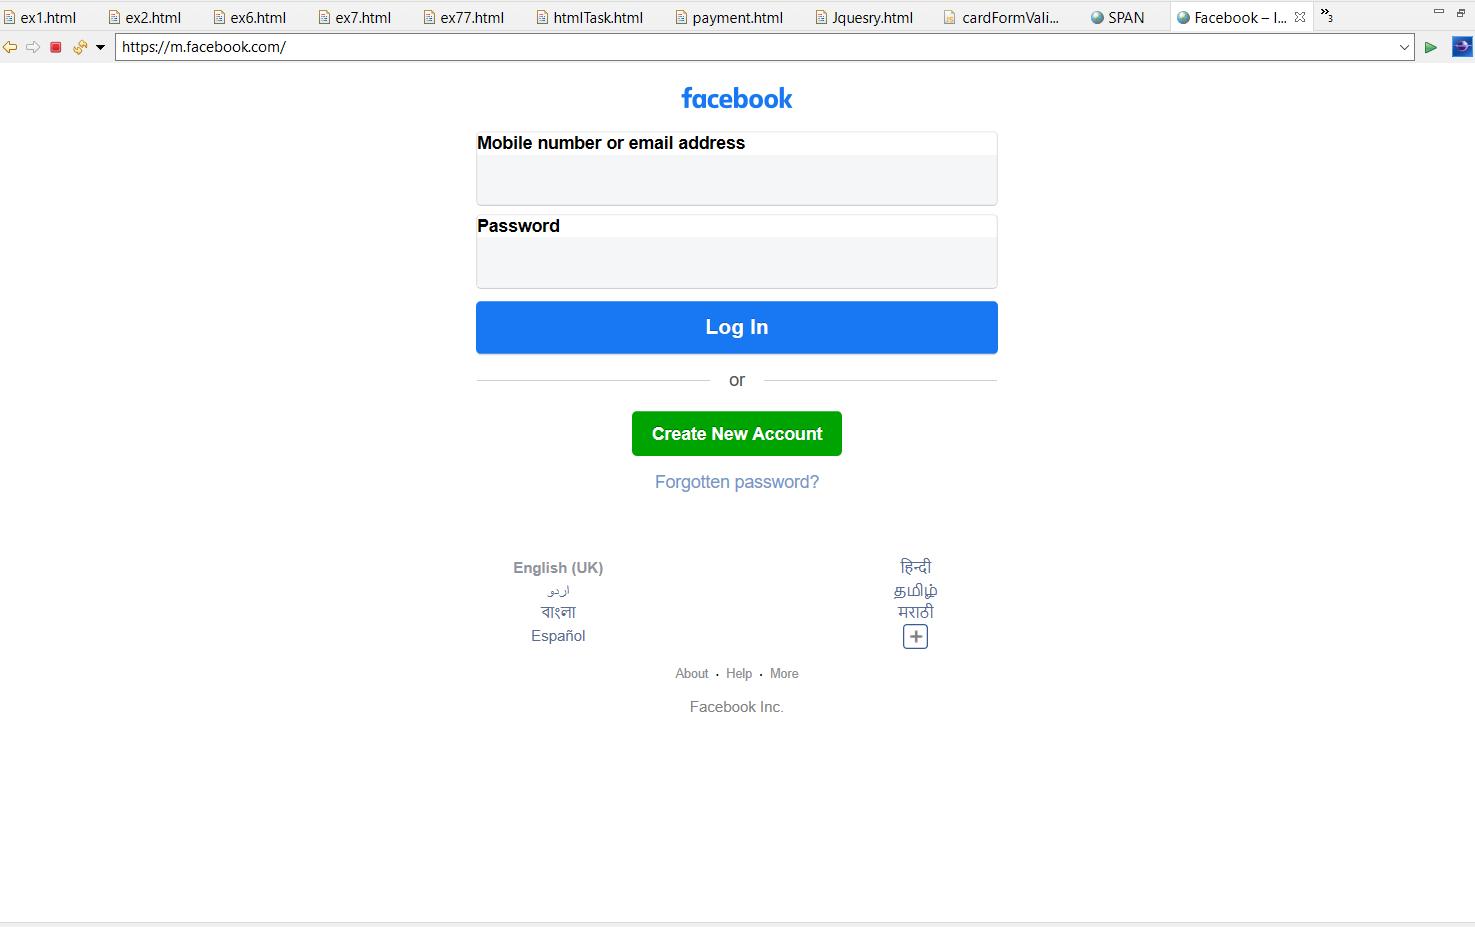 ex1.html ex2.html ex6.html ex7.html ex77.html htmlTask.html payment.html Jquesry.html cardFormVali... SPAN Facebook – l... »3
https://m.facebook.com/
facebook
Mobile number or email address
Password
Log In
or
Create New Account
Forgotten password?
English (UK) हिन्दी
اردو தமிழ்
বাংলা मराठी
Español
About · Help · More
Facebook Inc.